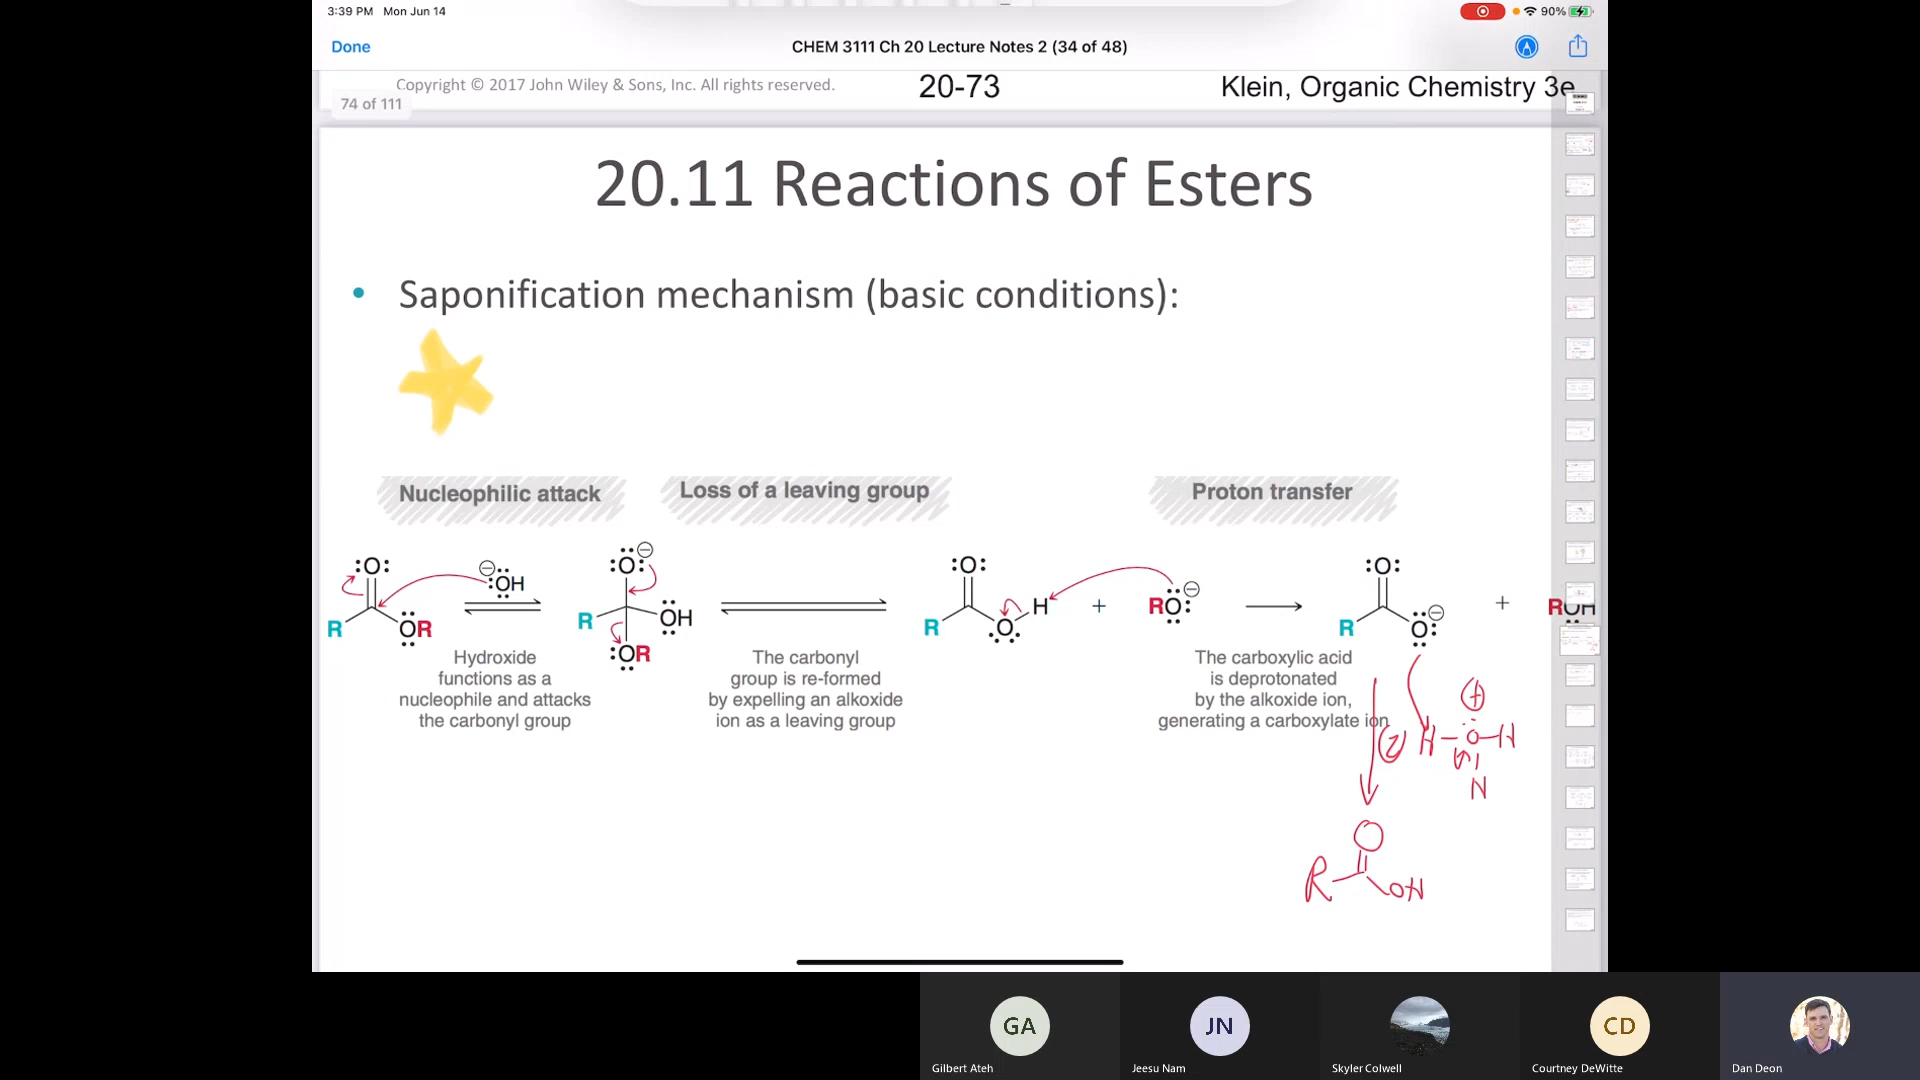 3:39 PM Mon Jun 14
90%
Done
CHEM 3111 Ch 20 Lecture Notes 2 (34 of 48)
Copyright © 2017 John Wiley & Sons, Inc. All rights reserved.
20-73
Klein, Organic Chemistry 3e
74 of 111
20.11 Reactions of Esters
• Saponification mechanism (basic conditions):
Nucleophilic attack
Loss of a leaving group
Proton transfer
:O:
R
OR
⊖:OH
:O:⊖
R
OH
:OR
:O:
R
O
H
+
RO:⊖
:O:
R
O:⊖
+
ROH
Hydroxide
functions as a
nucleophile and attacks
the carbonyl group
The carbonyl
group is re-formed
by expelling an alkoxide
ion as a leaving group
The carboxylic acid
is deprotonated
by the alkoxide ion,
generating a carboxylate ion
⊕
②
H-O-H
O
R
OH
GA
JN
CD
Gilbert Ateh
Jeesu Nam
Skyler Colwell
Courtney DeWitte
Dan Deon